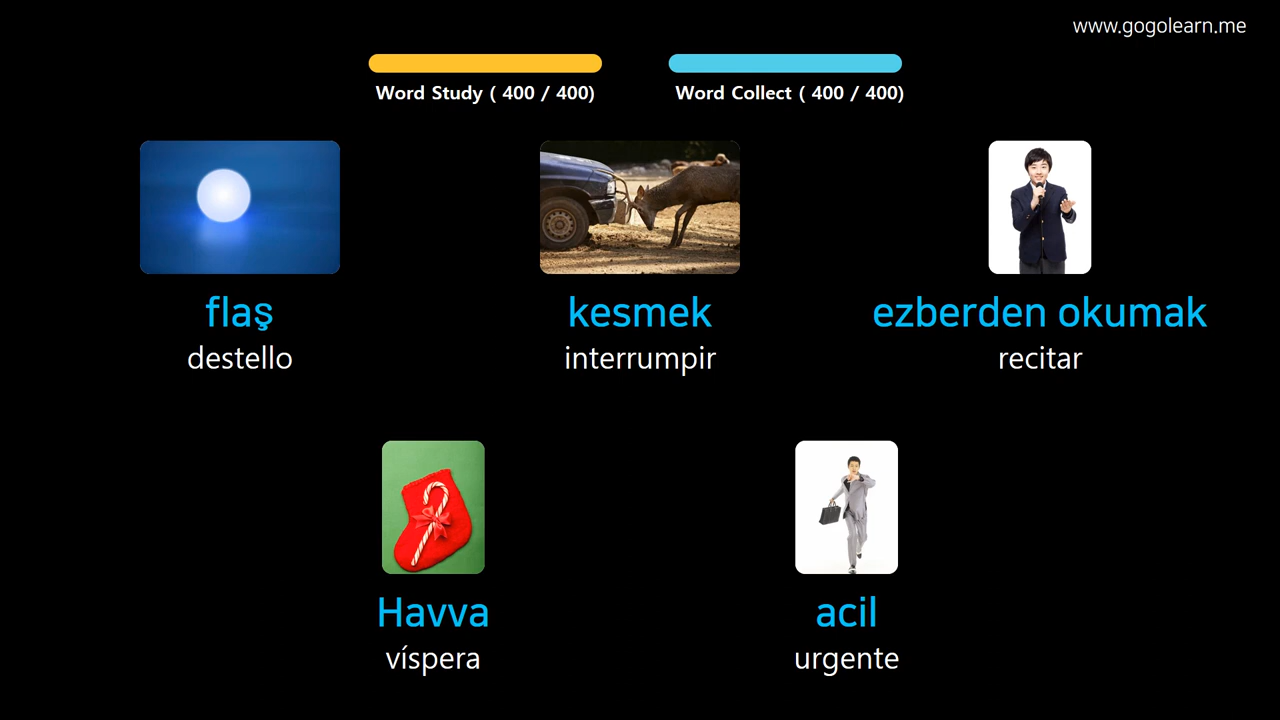 www.gogolearn.me
Word Study ( 400 / 400)
Word Collect ( 400 / 400)
flaş
destello
kesmek
interrumpir
ezberden okumak
recitar
Havva
víspera
acil
urgente